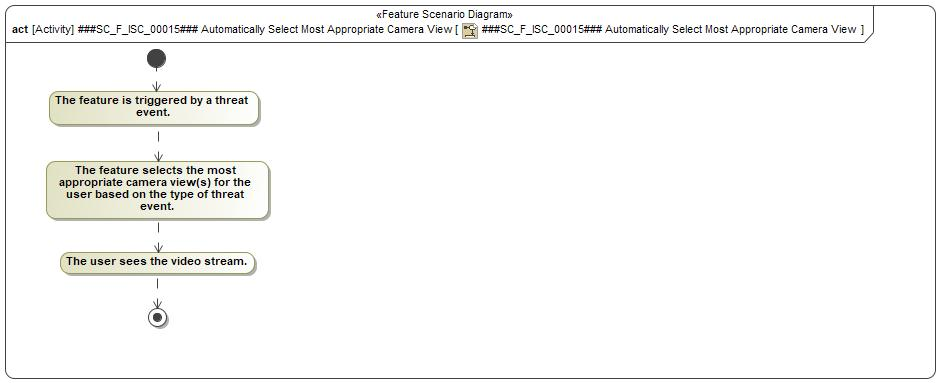 «Feature Scenario Diagram»
act [Activity] ###SC_F_ISC_00015### Automatically Select Most Appropriate Camera View [ ###SC_F_ISC_00015### Automatically Select Most Appropriate Camera View ]
The feature is triggered by a threat
event.
The feature selects the most
appropriate camera view(s) for the
user based on the type of threat
event.
The user sees the video stream.